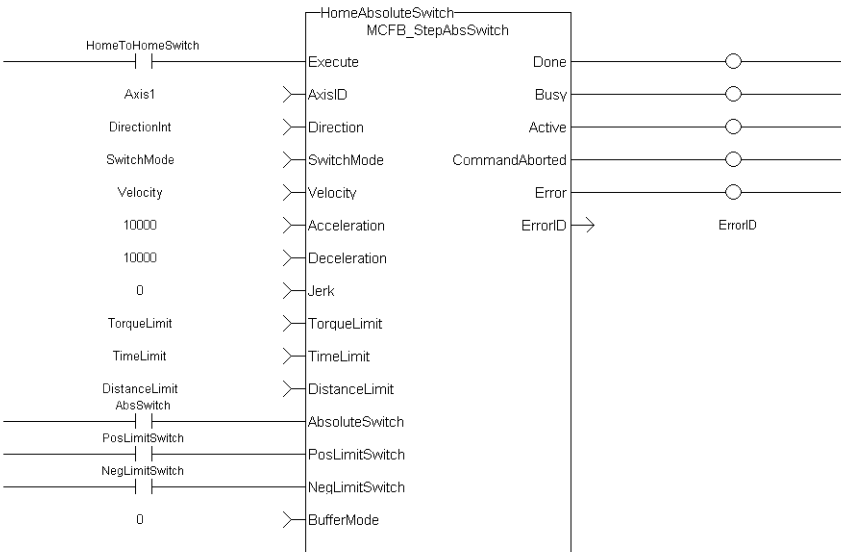 HomeAbsoluteSwitch
MCFB_StepAbsSwitch
HomeToHomeSwitch
Execute
Done
Axis1
AxisID
Busy
DirectionInt
Direction
Active
SwitchMode
SwitchMode
CommandAborted
Velocity
Velocity
Error
10000
Acceleration
ErrorID
ErrorID
10000
Deceleration
0
Jerk
TorqueLimit
TorqueLimit
TimeLimit
TimeLimit
DistanceLimit
DistanceLimit
AbsSwitch
AbsoluteSwitch
PosLimitSwitch
PosLimitSwitch
NegLimitSwitch
NegLimitSwitch
0
BufferMode